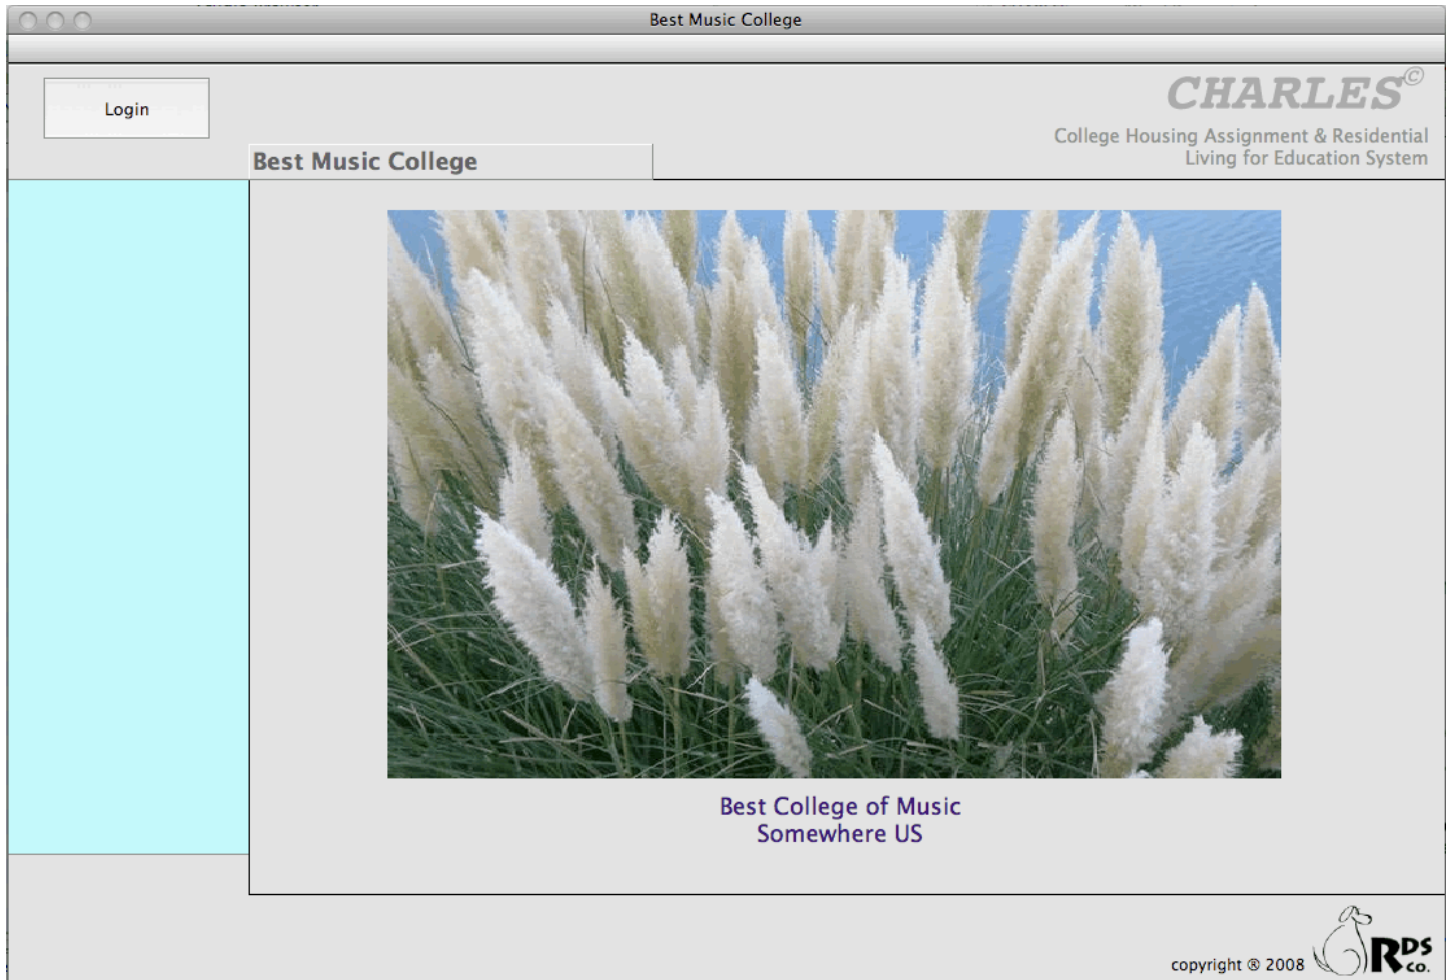 Best Music College
Login
CHARLES©
College Housing Assignment & Residential
Living for Education System
Best Music College
Best College of Music
Somewhere US
copyright ® 2008
RDS
co.